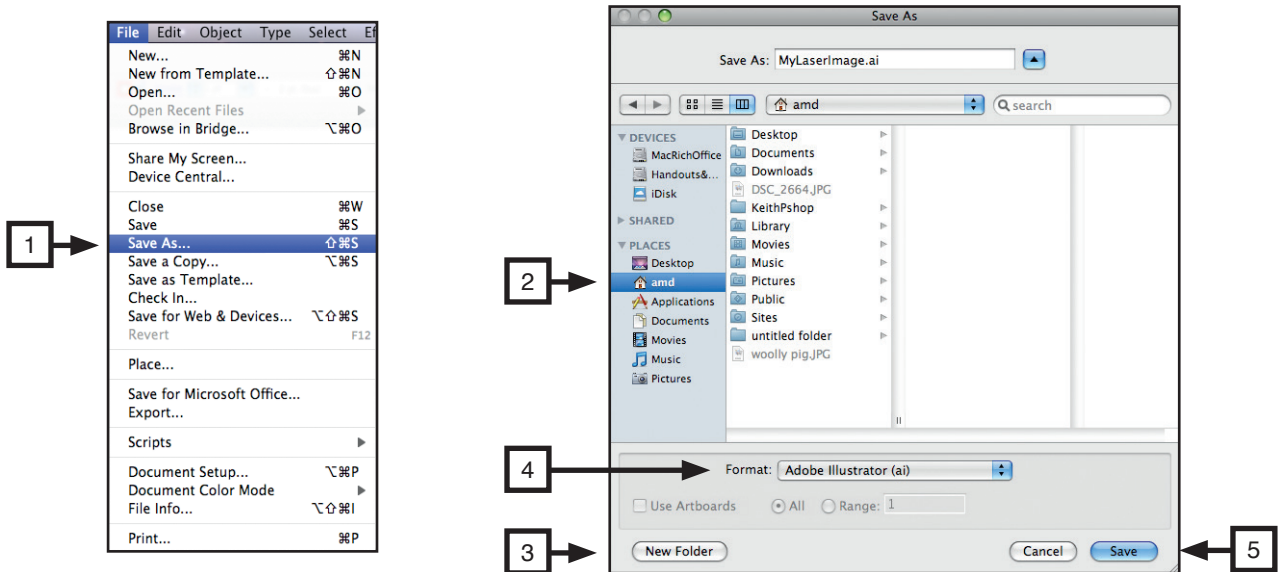 File Edit Object Type Select Ef
New... ⌘N
New from Template... ⇧⌘N
Open... ⌘O
Open Recent Files
Browse in Bridge... ⌥⌘O
Share My Screen...
Device Central...
Close ⌘W
Save ⌘S
1
Save As... ⇧⌘S
Save a Copy... ⌥⌘S
Save as Template...
Check In...
Save for Web & Devices... ⌥⇧⌘S
Revert F12
Place...
Save for Microsoft Office...
Export...
Scripts
Document Setup... ⌥⌘P
Document Color Mode
File Info... ⌥⇧⌘I
Print... ⌘P
Save As
Save As: MyLaserImage.ai
amd search
DEVICES
MacRichOffice
Handouts&...
iDisk
SHARED
PLACES
Desktop
2
amd
Applications
Documents
Movies
Music
Pictures
Desktop
Documents
Downloads
DSC_2664.JPG
KeithPshop
Library
Movies
Music
Pictures
Public
Sites
untitled folder
woolly pig.JPG
4
Format: Adobe Illustrator (ai)
Use Artboards All Range: 1
3
New Folder Cancel Save
5